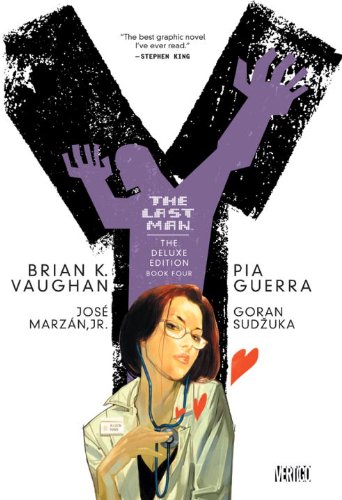 "The best graphic novel
I've ever read."
—STEPHEN KING
Y
THE
LAST
MAN™
THE
DELUXE
EDITION
BOOK FOUR
BRIAN K.
VAUGHAN
PIA
GUERRA
JOSÉ
MARZÁN, JR.
GORAN
SUDŽUKA
VERTIGO